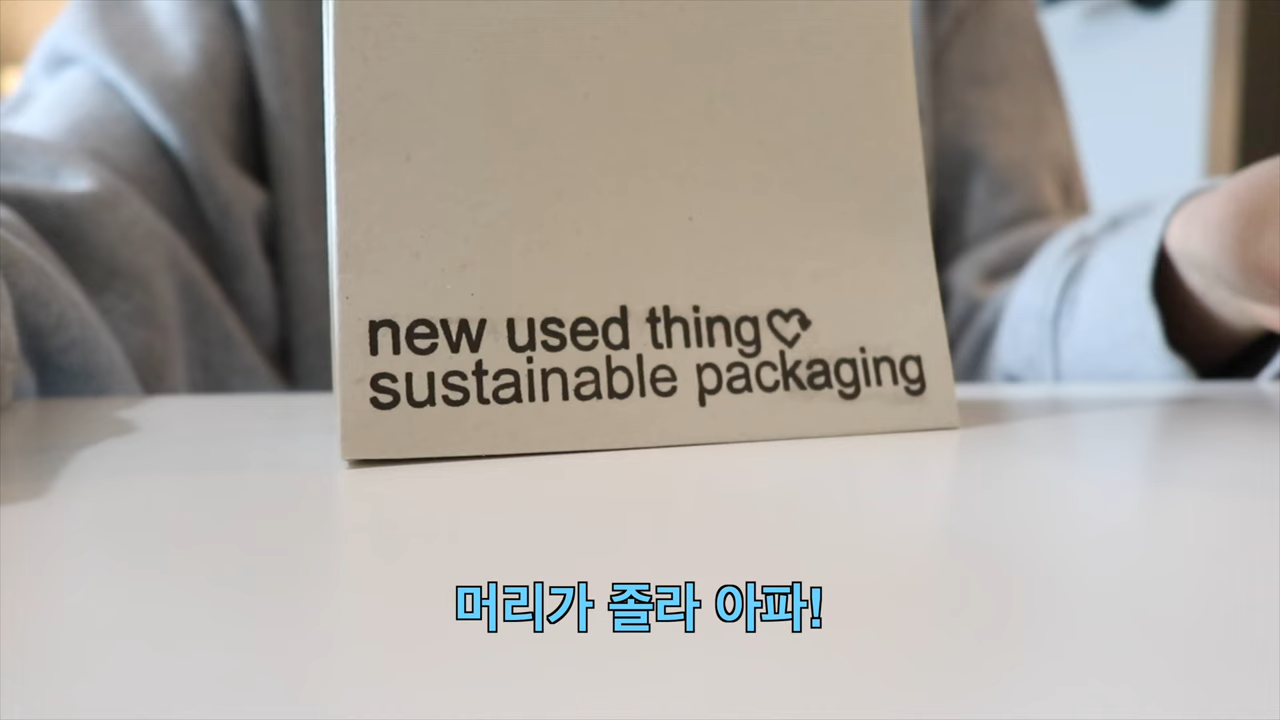 new used thing
sustainable packaging
머리가 졸라 아파!